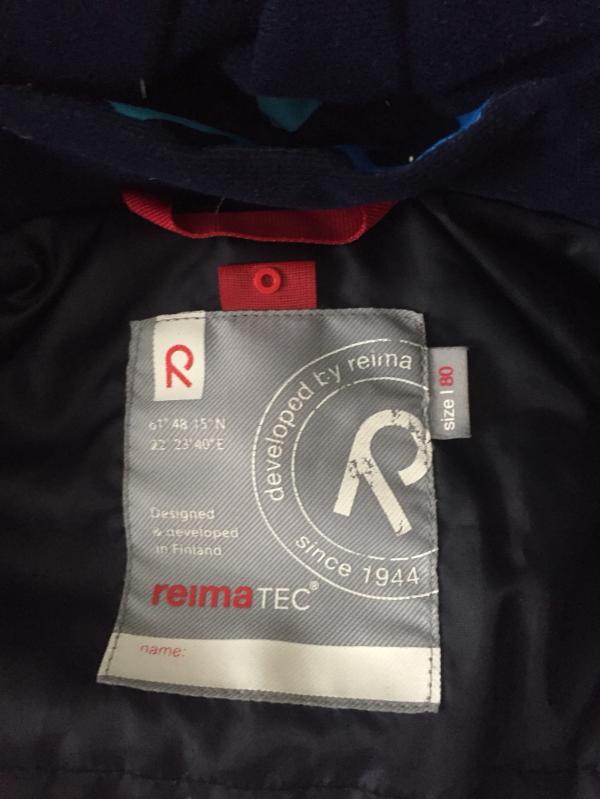 R
developed by reima
size | 80
61° 48' 15" N
22° 23' 40" E
R
Designed
& developed
in Finland
since 1944
reimaTEC®
name: